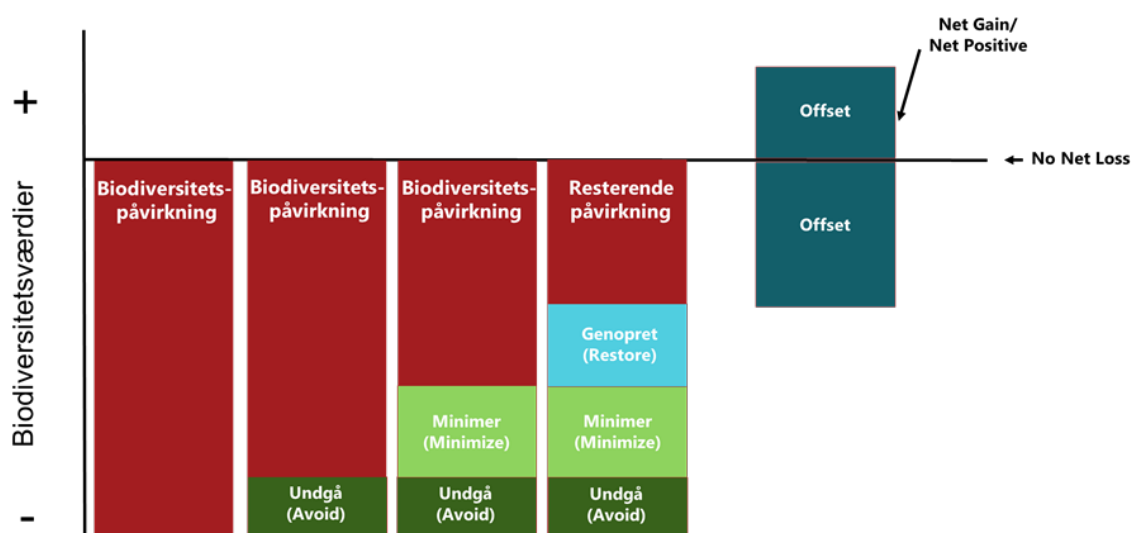 Net Gain/
Net Positive
+
Offset
No Net Loss
Biodiversitets-
påvirkning
Biodiversitets-
påvirkning
Biodiversitets-
påvirkning
Resterende
påvirkning
Offset
Biodiversitetsværdier
Genopret
(Restore)
Minimer
(Minimize)
Minimer
(Minimize)
Undgå
(Avoid)
Undgå
(Avoid)
Undgå
(Avoid)
-